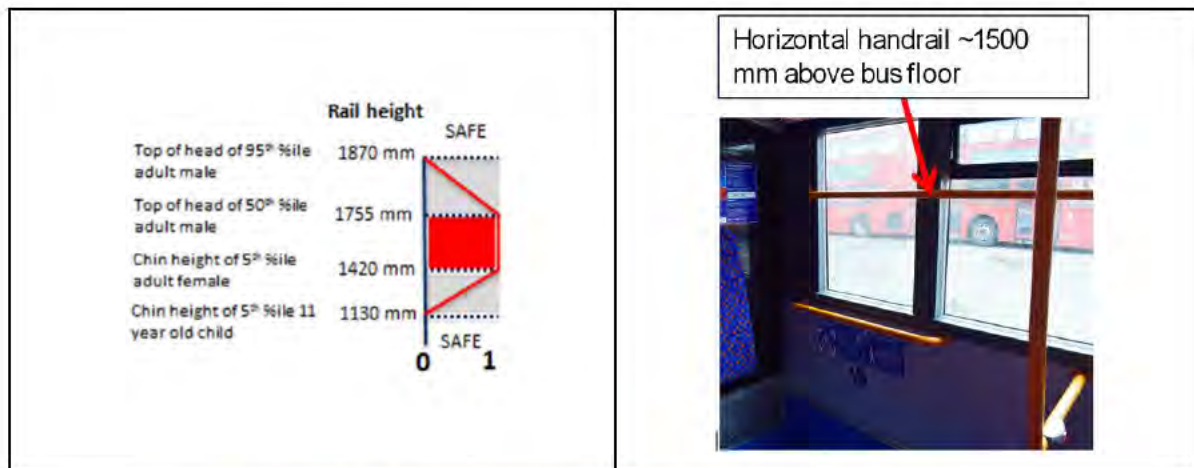 Rail height
SAFE
Top of head of 95th %ile
adult male
1870 mm
Top of head of 50th %ile
adult male
1755 mm
Chin height of 5th %ile
adult female
1420 mm
Chin height of 5th %ile 11
year old child
1130 mm
SAFE
0 1
Horizontal handrail ~1500
mm above bus floor